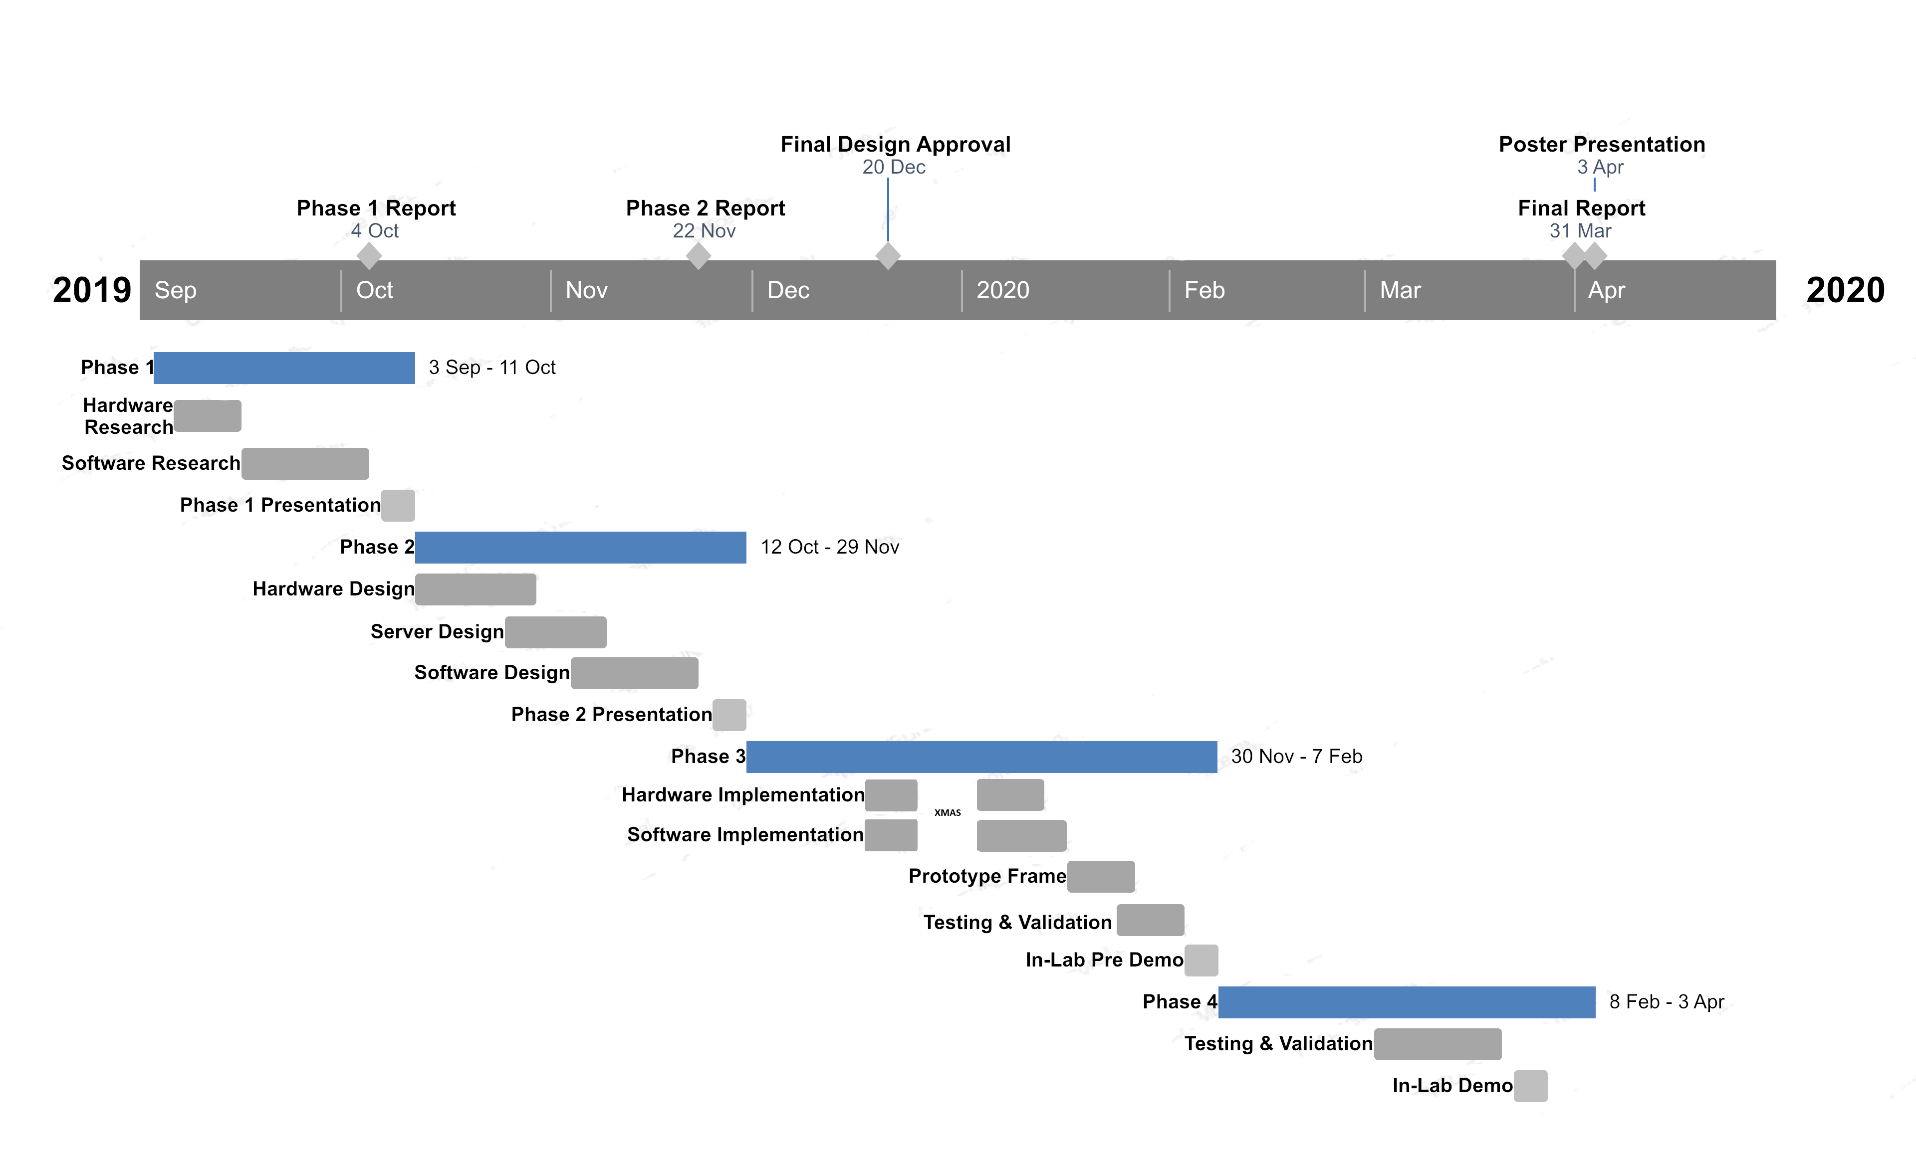 Final Design Approval
20 Dec
Poster Presentation
3 Apr
Phase 1 Report
4 Oct
Phase 2 Report
22 Nov
Final Report
31 Mar
2019 Sep Oct Nov Dec 2020 Feb Mar Apr 2020
Phase 1 3 Sep - 11 Oct
Hardware
Research
Software Research
Phase 1 Presentation
Phase 2 12 Oct - 29 Nov
Hardware Design
Server Design
Software Design
Phase 2 Presentation
Phase 3 30 Nov - 7 Feb
Hardware Implementation
XMAS
Software Implementation
Prototype Frame
Testing & Validation
In-Lab Pre Demo
Phase 4 8 Feb - 3 Apr
Testing & Validation
In-Lab Demo